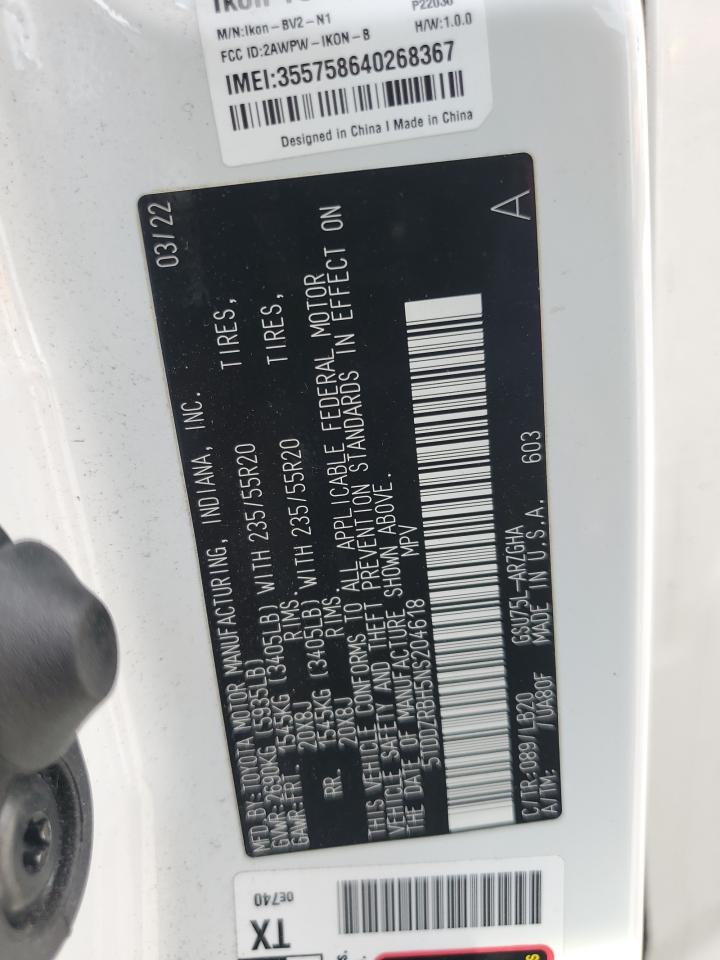 M/N:Ikon-BV2-N1
P22036
FCC ID:2AWPW-IKON-B
H/W:1.0.0
IMEI:355758640268367
Designed in China I Made in China
03/22
MFD.BY:TOYOTA MOTOR MANUFACTURING, INDIANA, INC.
GVWR:2690KG (5935LB)
GAWR:FRT. 1545KG (3405LB) WITH 235/55R20 TIRES,
20X8J RIMS
RR. 1545KG (3405LB) WITH 235/55R20 TIRES,
20X8J RIMS
THIS VEHICLE CONFORMS TO ALL APPLICABLE FEDERAL MOTOR
VEHICLE SAFETY AND THEFT PREVENTION STANDARDS IN EFFECT ON
THE DATE OF MANUFACTURE SHOWN ABOVE.
5TDDZRBH5NS204618 MPV
C/TR:089/LB20 GSU75L-ARZGHA
A/TM: /UA80F MADE IN U.S.A. 603
A
0E740
TX